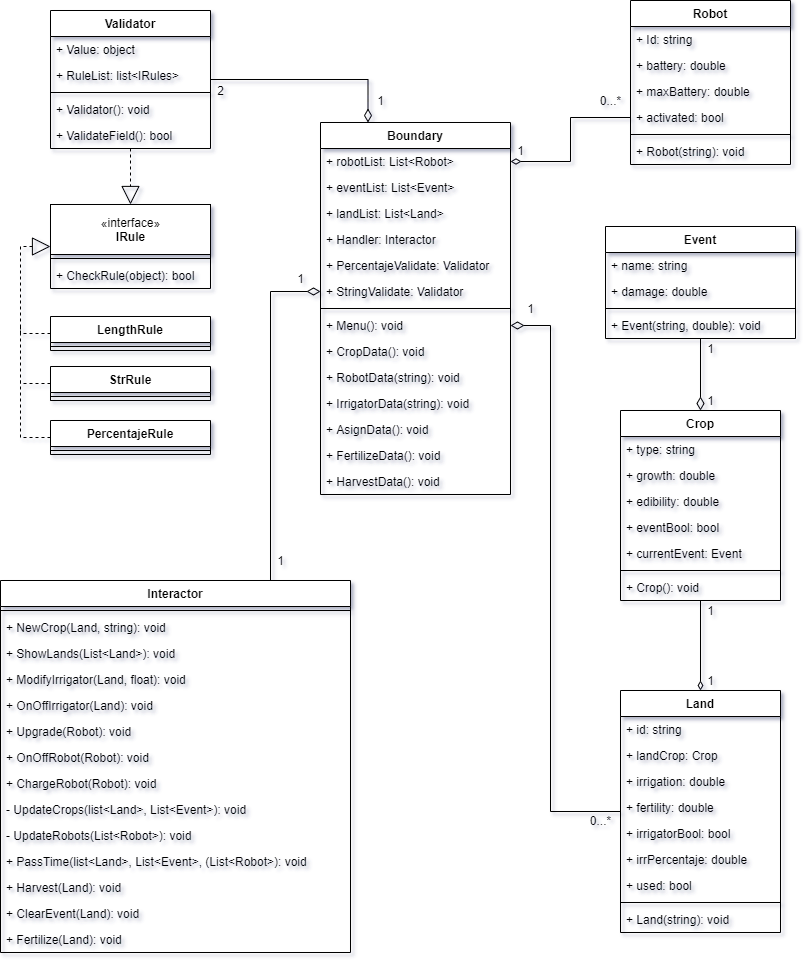 Validator
+ Value: object
+ RuleList: list<IRules>
+ Validator(): void
+ ValidateField(): bool
2
1
«interface»
IRule
+ CheckRule(object): bool
LengthRule
StrRule
PercentajeRule
Boundary
+ robotList: List<Robot>
+ eventList: List<Event>
+ landList: List<Land>
+ Handler: Interactor
+ PercentajeValidate: Validator
+ StringValidate: Validator
+ Menu(): void
+ CropData(): void
+ RobotData(string): void
+ IrrigatorData(string): void
+ AsignData(): void
+ FertilizeData(): void
+ HarvestData(): void
1
0...*
Robot
+ Id: string
+ battery: double
+ maxBattery: double
+ activated: bool
+ Robot(string): void
Event
+ name: string
+ damage: double
+ Event(string, double): void
1
1
Crop
+ type: string
+ growth: double
+ edibility: double
+ eventBool: bool
+ currentEvent: Event
+ Crop(): void
1
1
Land
+ id: string
+ landCrop: Crop
+ irrigation: double
+ fertility: double
+ irrigatorBool: bool
+ irrPercentaje: double
+ used: bool
+ Land(string): void
1
0...*
1
1
Interactor
+ NewCrop(Land, string): void
+ ShowLands(List<Land>): void
+ ModifyIrrigator(Land, float): void
+ OnOffIrrigator(Land): void
+ Upgrade(Robot): void
+ OnOffRobot(Robot): void
+ ChargeRobot(Robot): void
- UpdateCrops(list<Land>, List<Event>): void
- UpdateRobots(List<Robot>): void
+ PassTime(list<Land>, List<Event>, (List<Robot>): void
+ Harvest(Land): void
+ ClearEvent(Land): void
+ Fertilize(Land): void